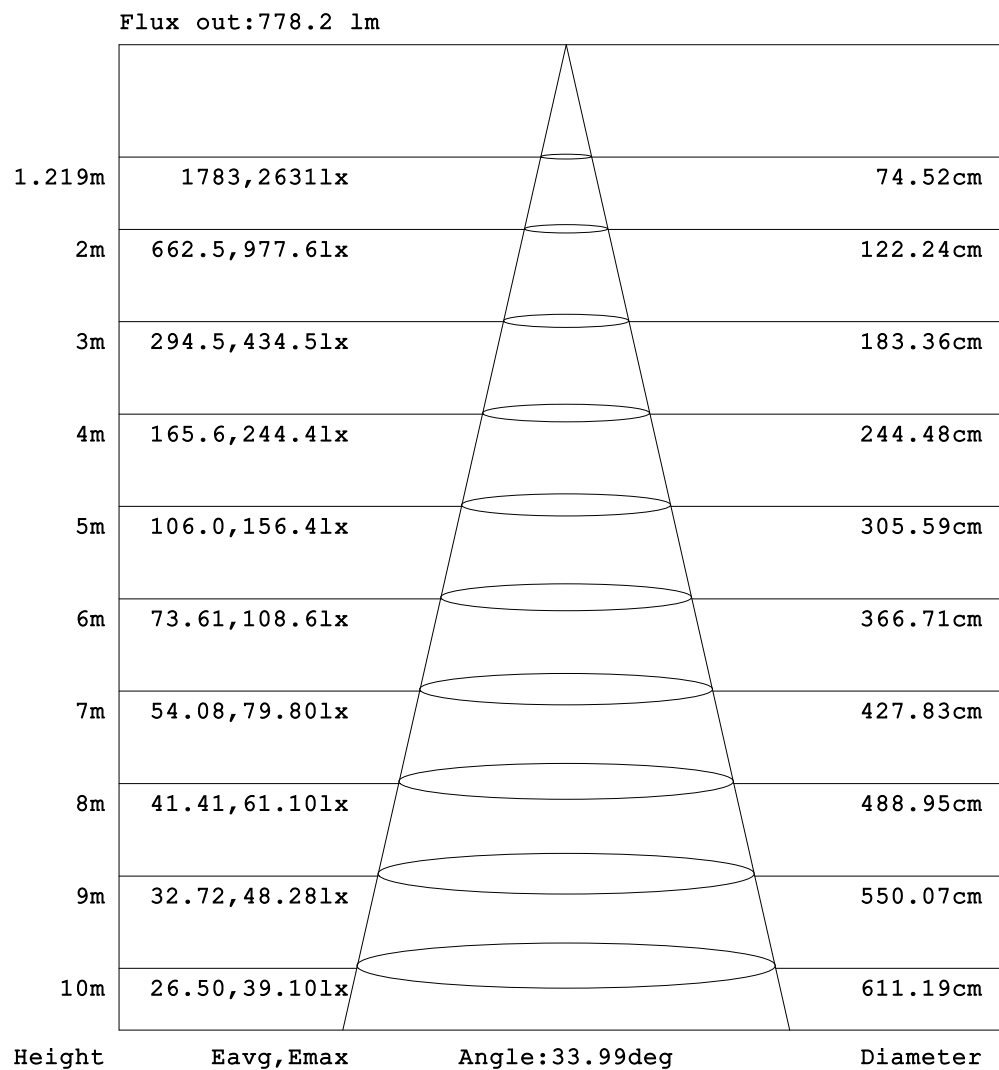 Flux out:778.2 lm
1.219m 1783,2631lx 74.52cm
2m 662.5,977.6lx 122.24cm
3m 294.5,434.5lx 183.36cm
4m 165.6,244.4lx 244.48cm
5m 106.0,156.4lx 305.59cm
6m 73.61,108.6lx 366.71cm
7m 54.08,79.80lx 427.83cm
8m 41.41,61.10lx 488.95cm
9m 32.72,48.28lx 550.07cm
10m 26.50,39.10lx 611.19cm
Height Eavg,Emax Angle:33.99deg Diameter